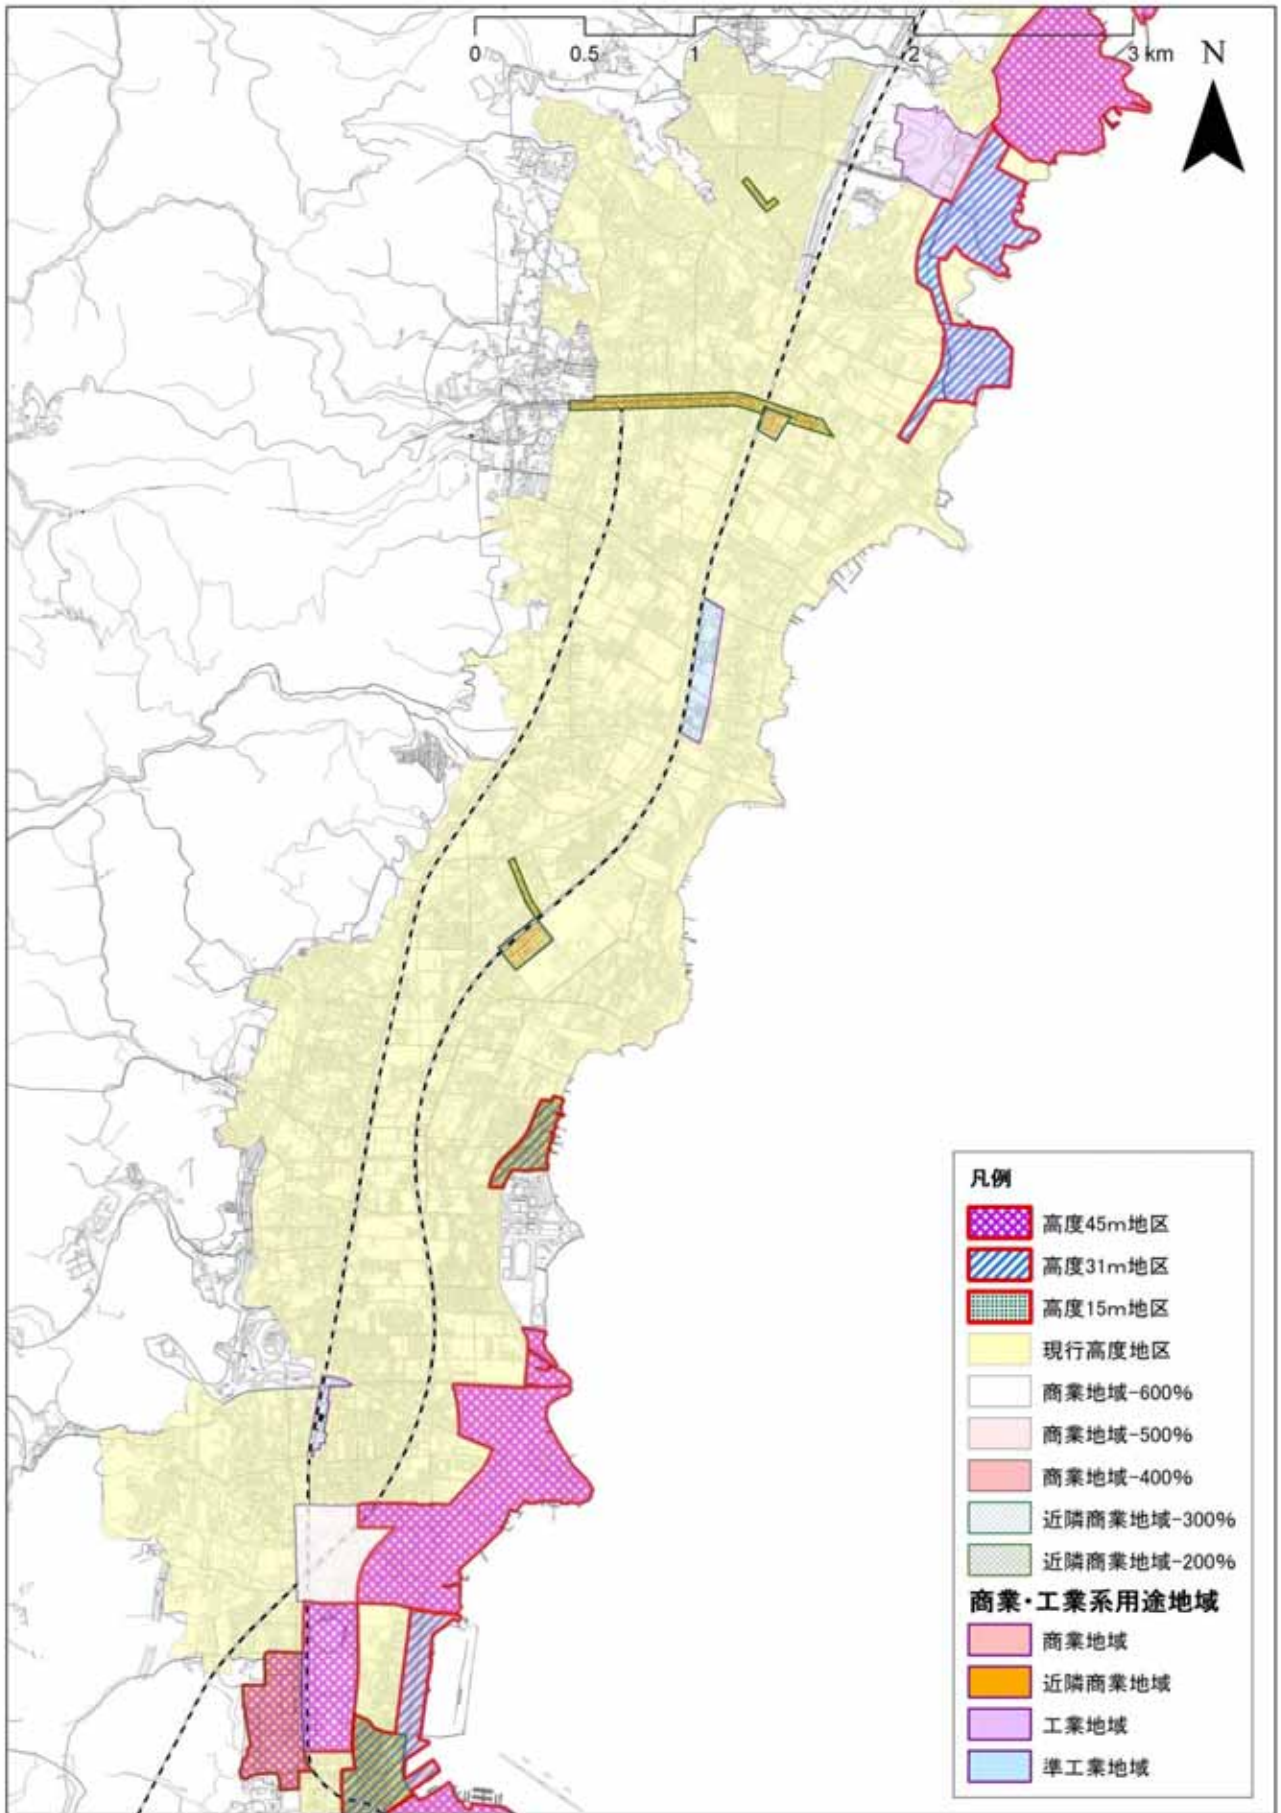 0 0.5 1 2 3 km N
凡例
高度45m地区
高度31m地区
高度15m地区
現行高度地区
商業地域-600%
商業地域-500%
商業地域-400%
近隣商業地域-300%
近隣商業地域-200%
商業・工業系用途地域
商業地域
近隣商業地域
工業地域
準工業地域